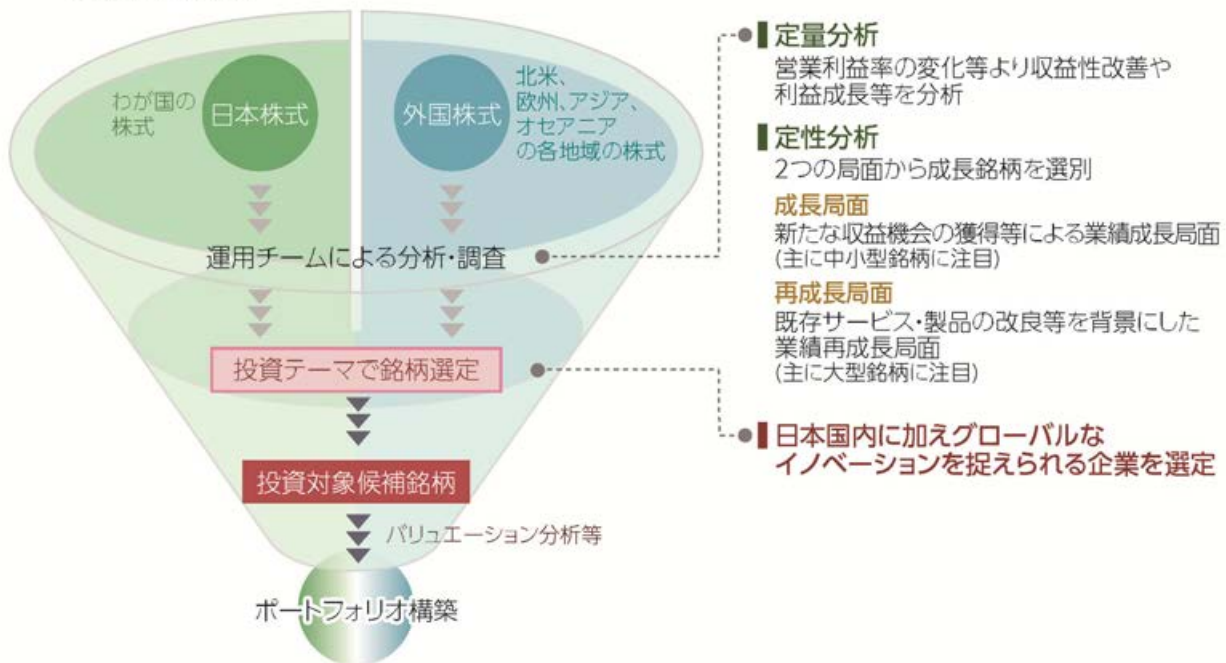 わが国の
株式
日本株式
外国株式
北米、
欧州、アジア、
オセアニア
の各地域の株式
運用チームによる分析・調査
投資テーマで銘柄選定
投資対象候補銘柄
バリュエーション分析等
ポートフォリオ構築
定量分析
営業利益率の変化等より収益性改善や
利益成長等を分析
定性分析
2つの局面から成長銘柄を選別
成長局面
新たな収益機会の獲得等による業績成長局面
(主に中小型銘柄に注目)
再成長局面
既存サービス・製品の改良等を背景にした
業績再成長局面
(主に大型銘柄に注目)
日本国内に加えグローバルな
イノベーションを捉えられる企業を選定